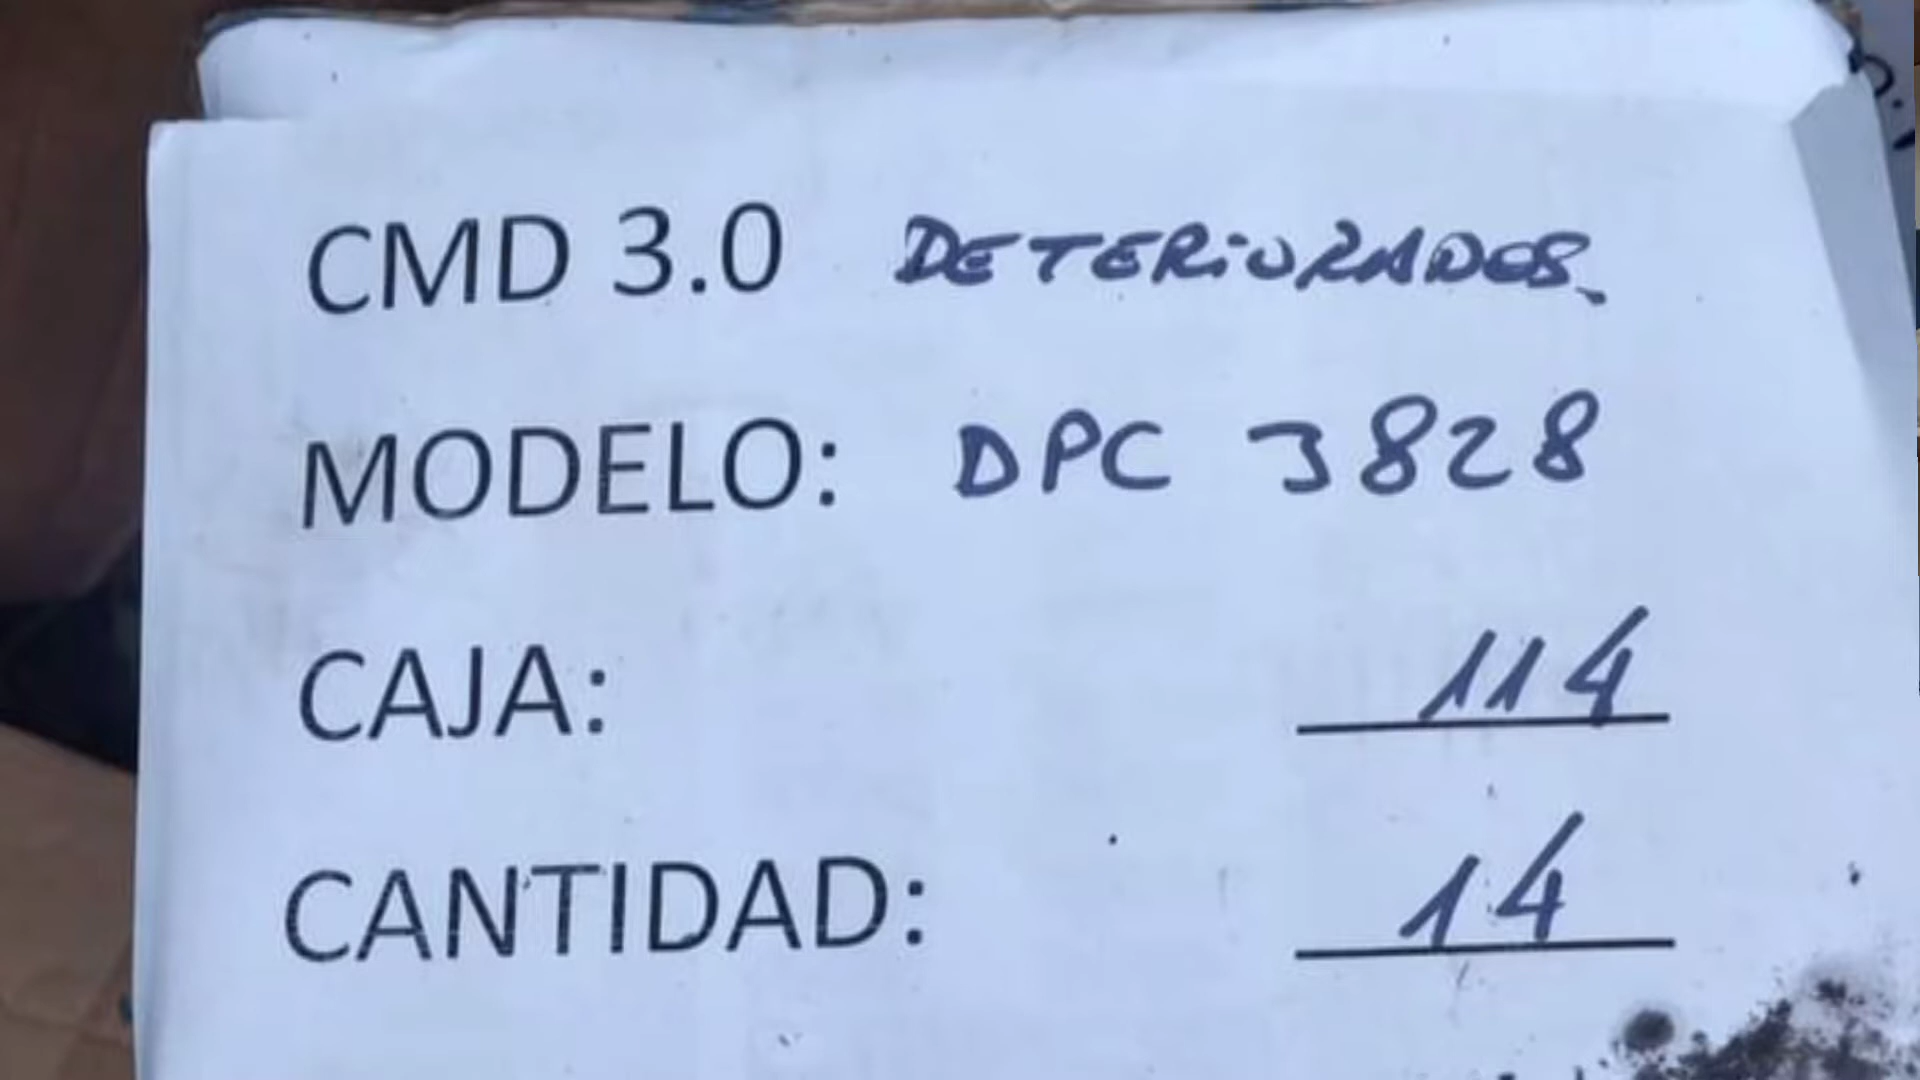 CMD 3.0 DETERIORADOS.
MODELO: DPC 3828
CAJA: 114
CANTIDAD: 14